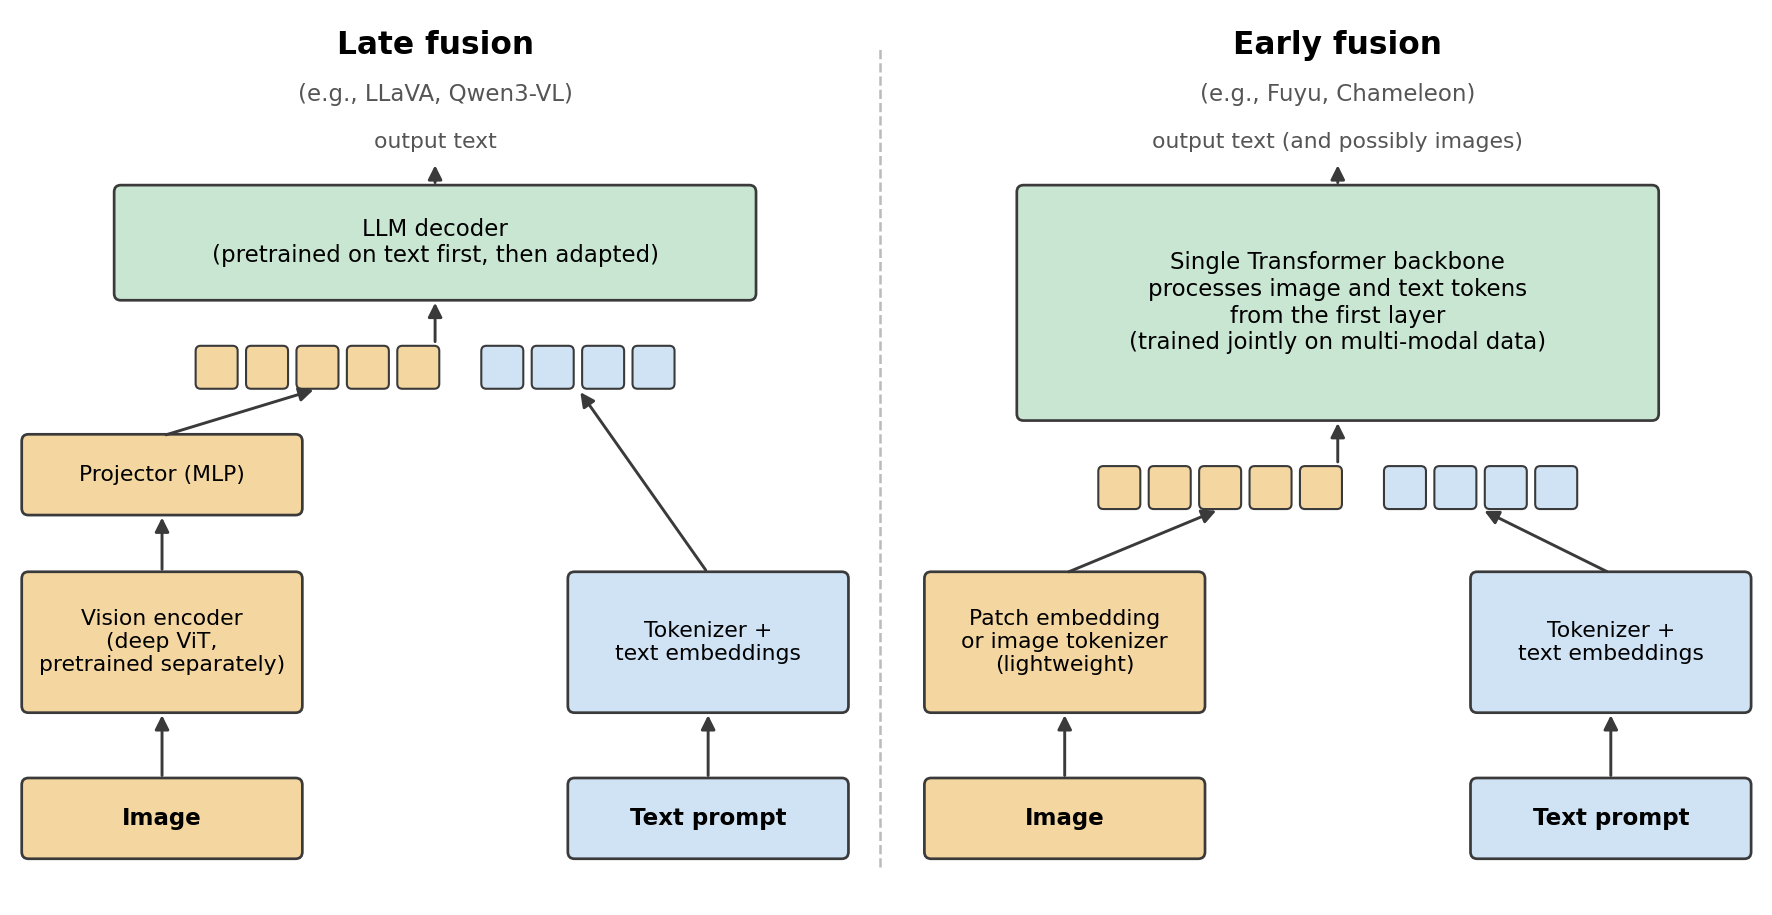 Late fusion
(e.g., LLaVA, Qwen3-VL)
output text
LLM decoder
(pretrained on text first, then adapted)
Projector (MLP)
Vision encoder
(deep ViT,
pretrained separately)
Tokenizer +
text embeddings
Image
Text prompt
Early fusion
(e.g., Fuyu, Chameleon)
output text (and possibly images)
Single Transformer backbone
processes image and text tokens
from the first layer
(trained jointly on multi-modal data)
Patch embedding
or image tokenizer
(lightweight)
Tokenizer +
text embeddings
Image
Text prompt